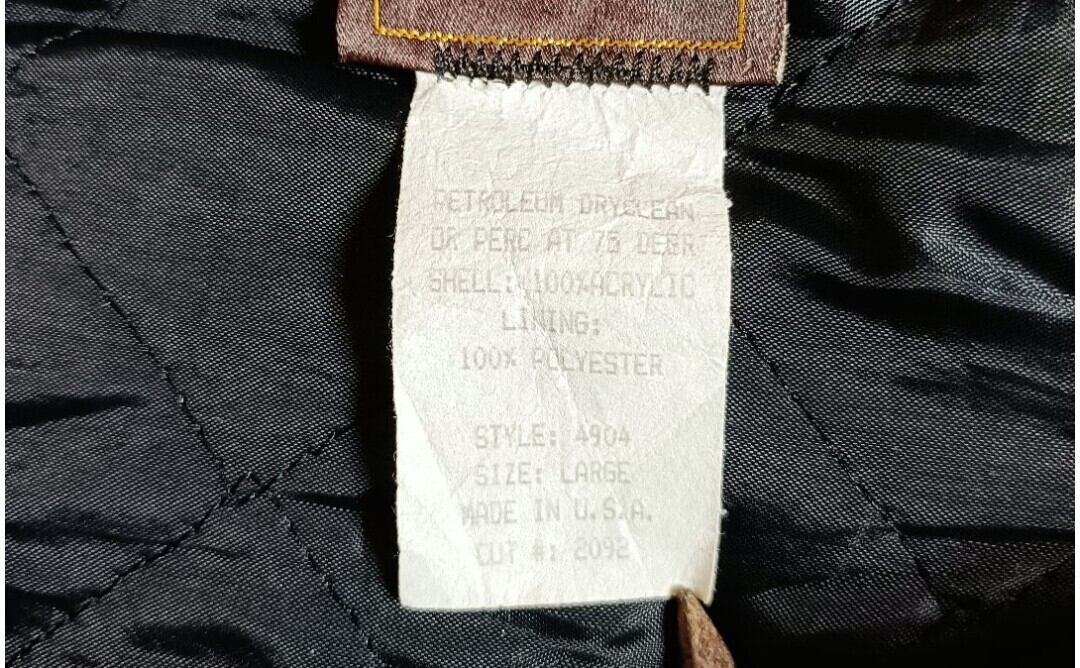 PETROLEUM DRYCLEAN
OR PERC AT 75 DEGR
SHELL: 100%ACRYLIC
LINING:
100% POLYESTER
STYLE: 4904
SIZE: LARGE
MADE IN U.S.A.
CUT #: 2092